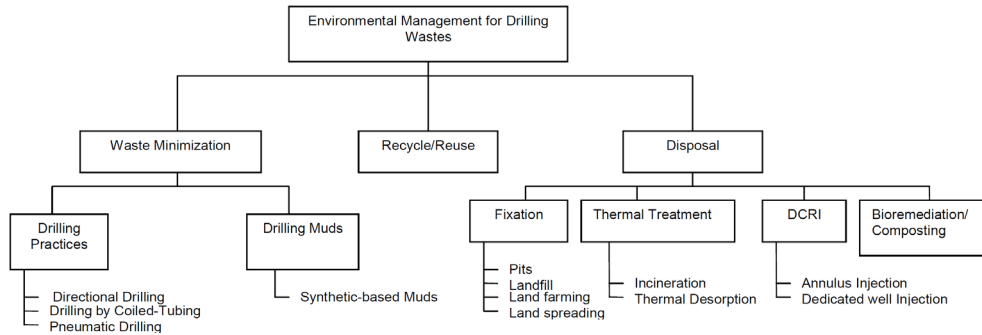 Environmental Management for Drilling
Wastes
Waste Minimization
Recycle/Reuse
Disposal
Drilling
Practices
Drilling Muds
Fixation
Thermal Treatment
DCRI
Bioremediation/
Composting
Directional Drilling
Drilling by Coiled-Tubing
Pneumatic Drilling
Synthetic-based Muds
Pits
Landfill
Land farming
Land spreading
Incineration
Thermal Desorption
Annulus Injection
Dedicated well Injection